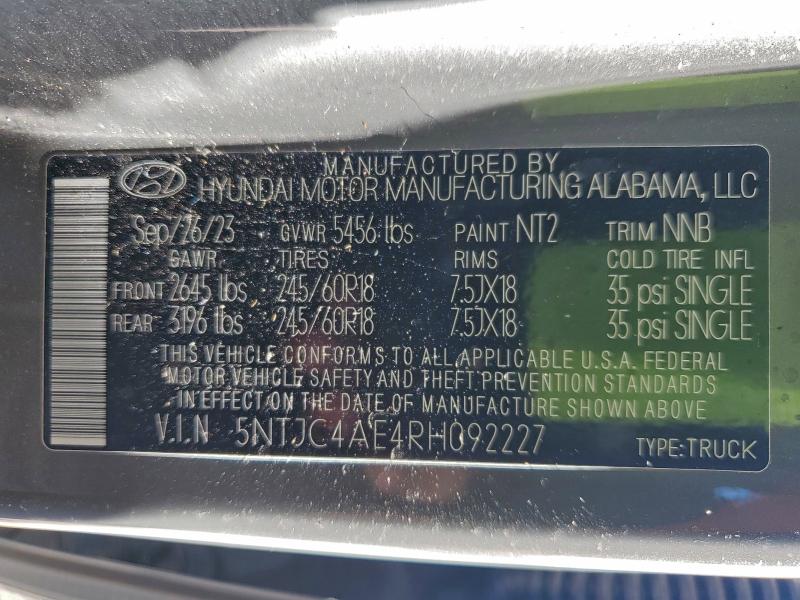 MANUFACTURED BY
HYUNDAI MOTOR MANUFACTURING ALABAMA, LLC
Sep/26/23 GVWR 5456 lbs PAINT NT2 TRIM NNB
GAWR TIRES RIMS COLD TIRE INFL
FRONT 2645 lbs 245/60R18 7.5JX18 35 psi SINGLE
REAR 3196 lbs 245/60R18 7.5JX18 35 psi SINGLE
THIS VEHICLE CONFORMS TO ALL APPLICABLE U.S.A. FEDERAL
MOTOR VEHICLE SAFETY AND THEFT PREVENTION STANDARDS
IN EFFECT ON THE DATE OF MANUFACTURE SHOWN ABOVE
V.I.N 5NTJC4AE4RH092227 TYPE:TRUCK